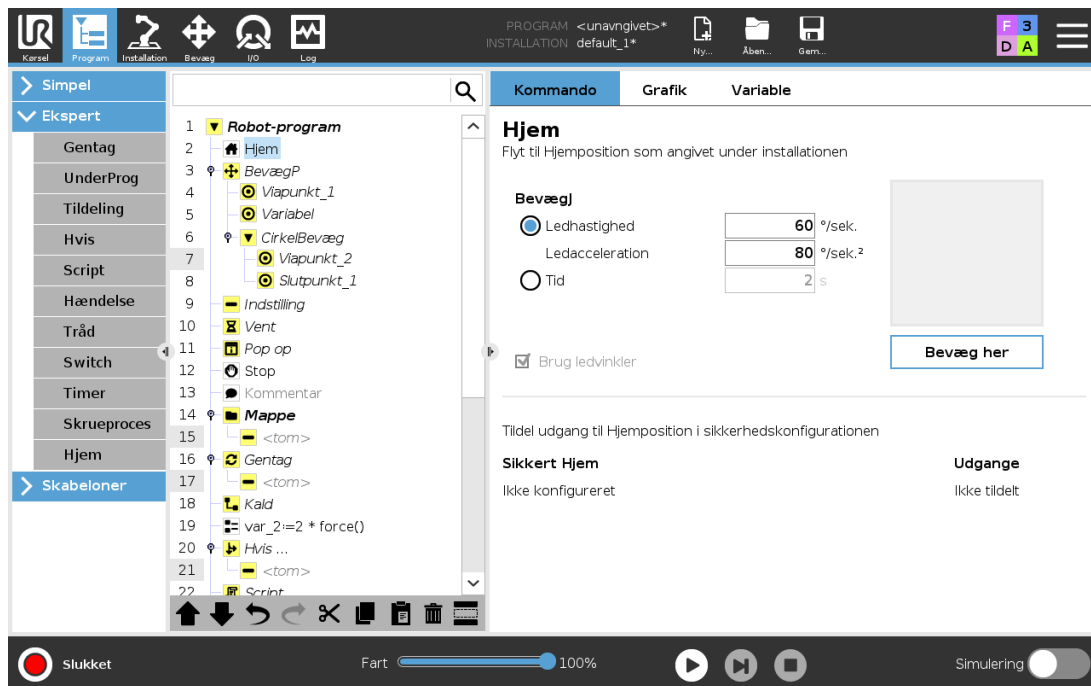 PROGRAM <unavngivet>*
INSTALLATION default_1*
Kørsel
Program
Installation
Bevæg
I/O
Log
Ny...
Åben...
Gem...
F 3
D A
Simpel
Ekspert
Gentag
UnderProg
Tildeling
Hvis
Script
Hændelse
Tråd
Switch
Timer
Skrueproces
Hjem
Skabeloner
1 Robot-program
2 Hjem
3 BevægP
4 Viapunkt_1
5 Variabel
6 CirkelBevæg
7 Viapunkt_2
8 Slutpunkt_1
9 Indstilling
10 Vent
11 Pop op
12 Stop
13 Kommentar
14 Mappe
15 <tom>
16 Gentag
17 <tom>
18 Kald
19 var_2:=2 * force()
20 Hvis ...
21 <tom>
22 Script
Kommando Grafik Variable
Hjem
Flyt til Hjemposition som angivet under installationen
BevægJ
Ledhastighed 60 °/sek.
Ledacceleration 80 °/sek.²
Tid 2 s
Brug ledvinkler
Bevæg her
Tildel udgang til Hjemposition i sikkerhedskonfigurationen
Sikkert Hjem Udgange
Ikke konfigureret Ikke tildelt
Slukket
Fart 100%
Simulering